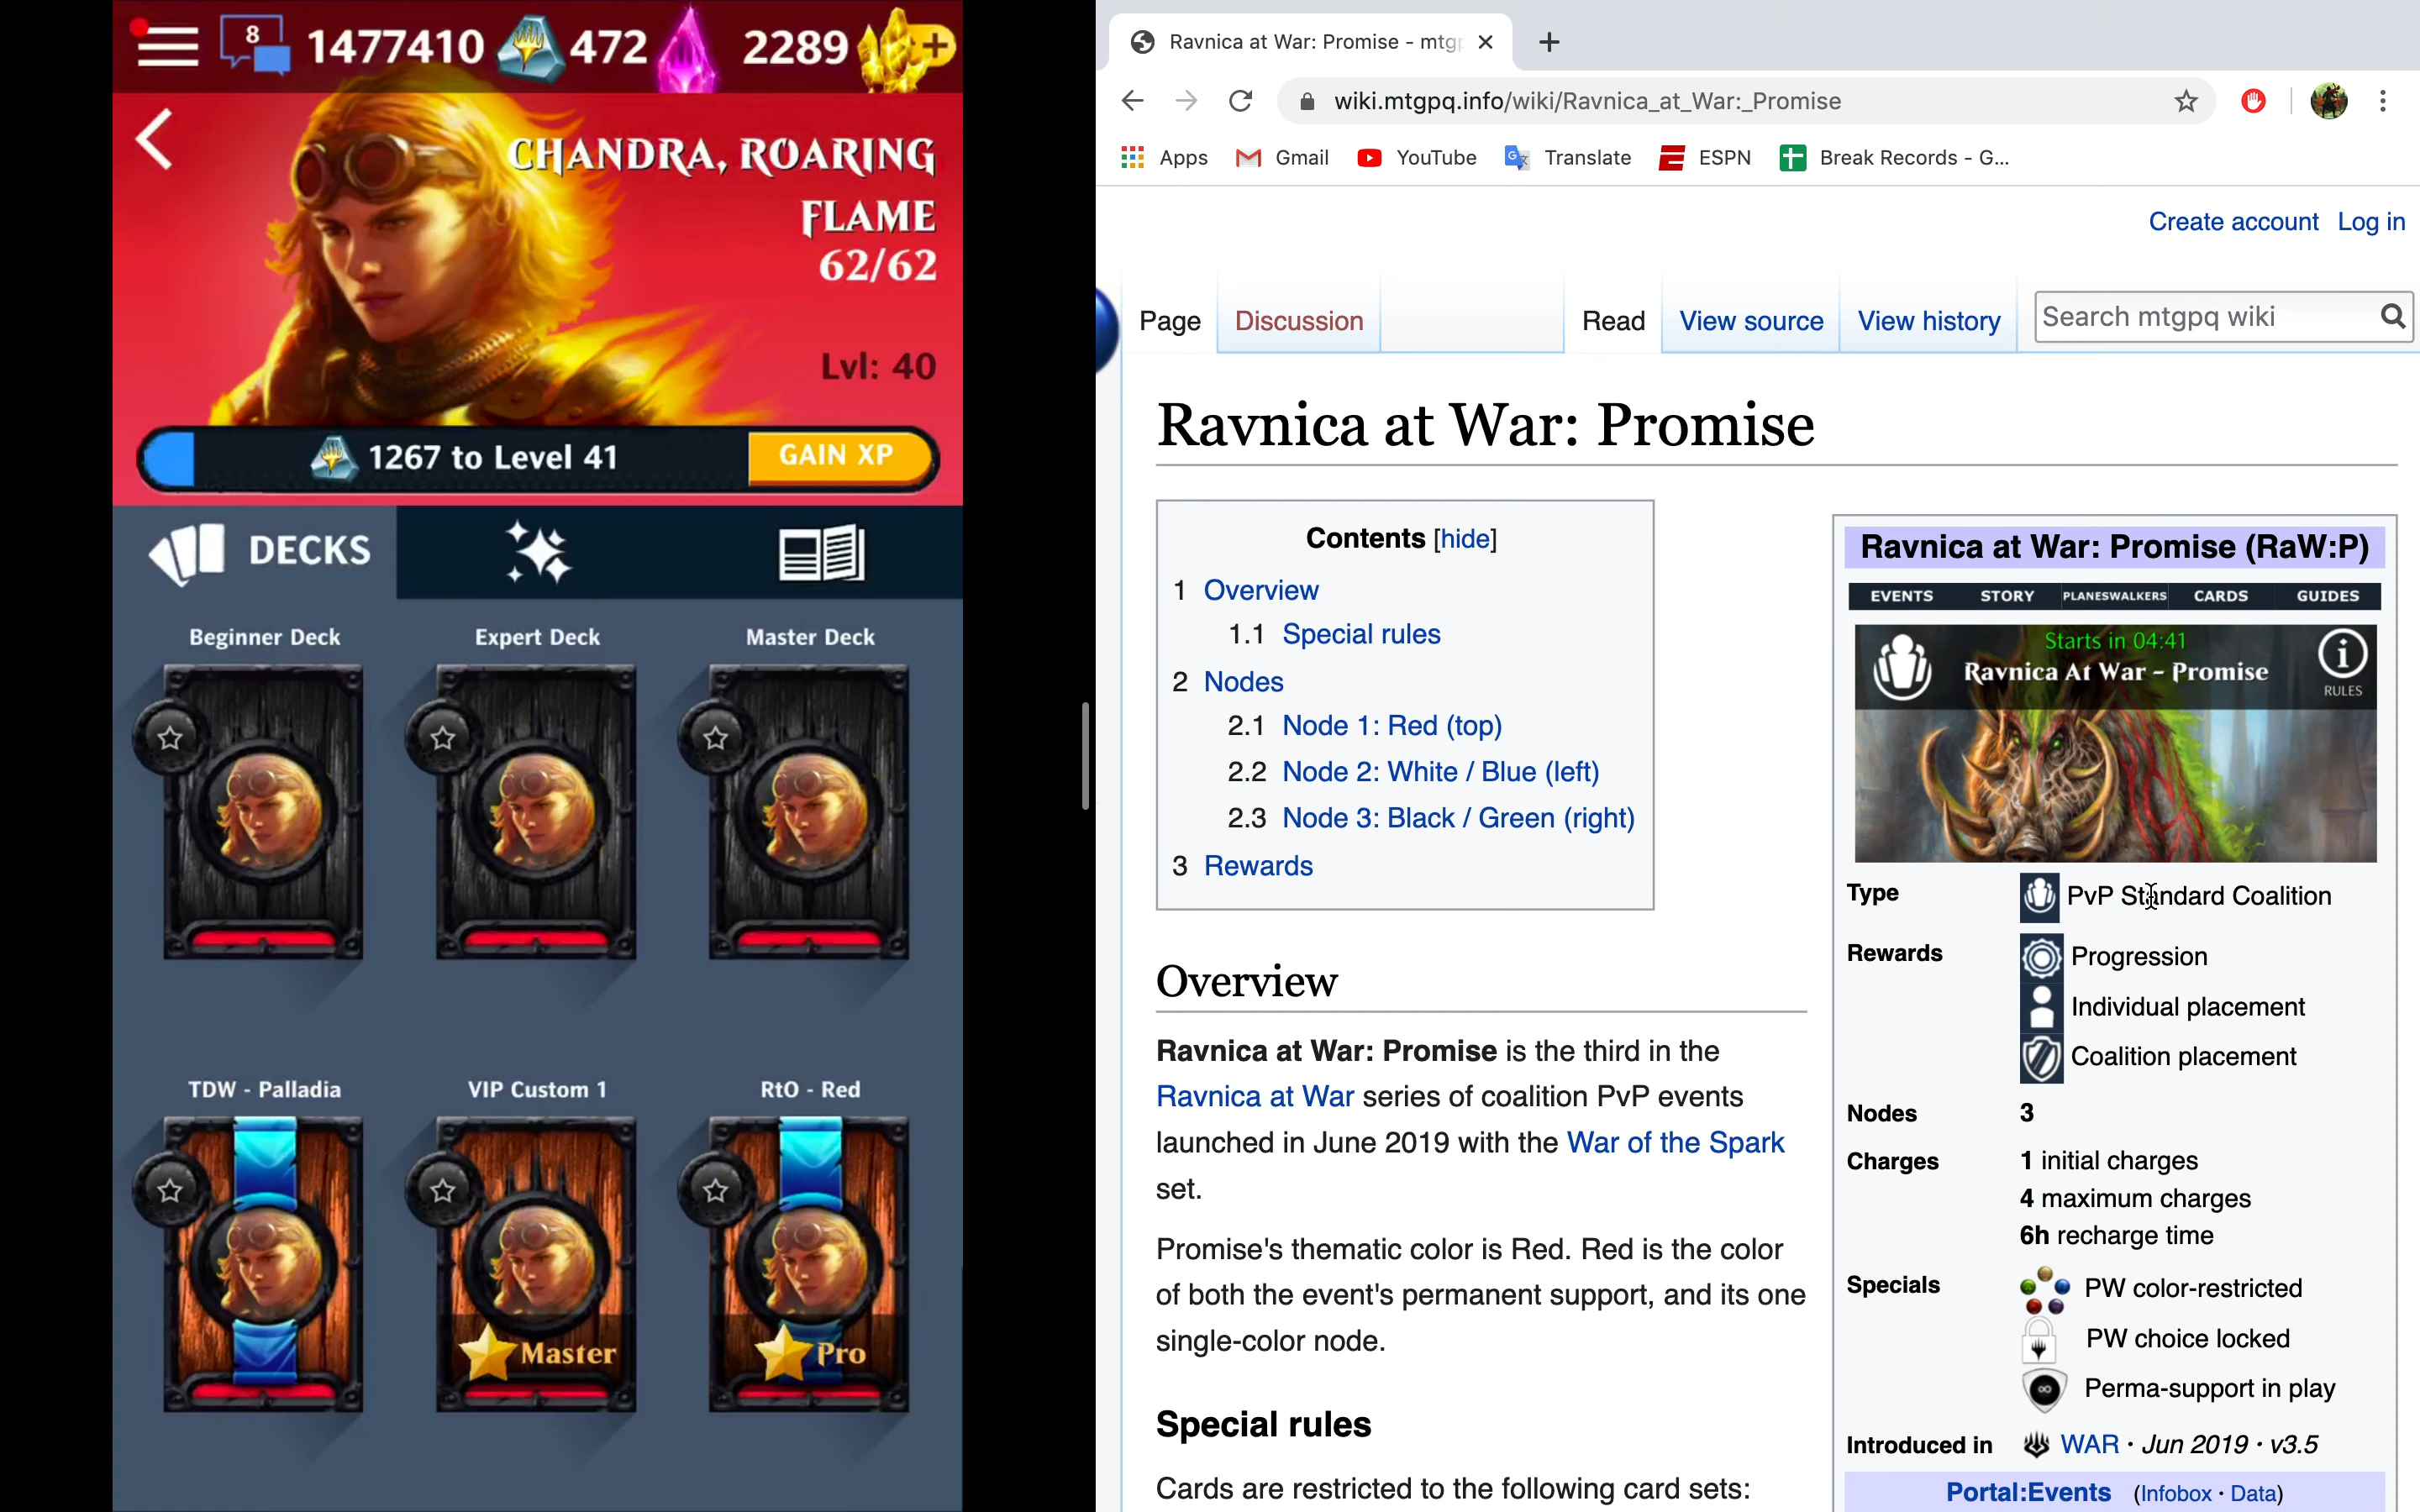 8
1477410
472
2289
CHANDRA, ROARING
FLAME
62/62
Lvl: 40
1267 to Level 41
GAIN XP
DECKS
Beginner Deck
Expert Deck
Master Deck
TDW - Palladia
VIP Custom 1
RtO - Red
Master
Pro
Ravnica at War: Promise - mtg
wiki.mtgpq.info/wiki/Ravnica_at_War:_Promise
Apps
Gmail
YouTube
Translate
ESPN
Break Records - G...
Create account
Log in
Page
Discussion
Read
View source
View history
Search mtgpq wiki
Ravnica at War: Promise
Contents [hide]
1 Overview
1.1 Special rules
2 Nodes
2.1 Node 1: Red (top)
2.2 Node 2: White / Blue (left)
2.3 Node 3: Black / Green (right)
3 Rewards
Overview
Ravnica at War: Promise is the third in the
Ravnica at War series of coalition PvP events
launched in June 2019 with the War of the Spark
set.
Promise's thematic color is Red. Red is the color
of both the event's permanent support, and its one
single-color node.
Special rules
Cards are restricted to the following card sets:
Ravnica at War: Promise (RaW:P)
EVENTS STORY PLANESWALKERS CARDS GUIDES
Starts in 04:41
Ravnica At War - Promise
RULES
Type PvP Standard Coalition
Rewards Progression
Individual placement
Coalition placement
Nodes 3
Charges 1 initial charges
4 maximum charges
6h recharge time
Specials PW color-restricted
PW choice locked
Perma-support in play
Introduced in WAR · Jun 2019 · v3.5
Portal:Events (Infobox · Data)